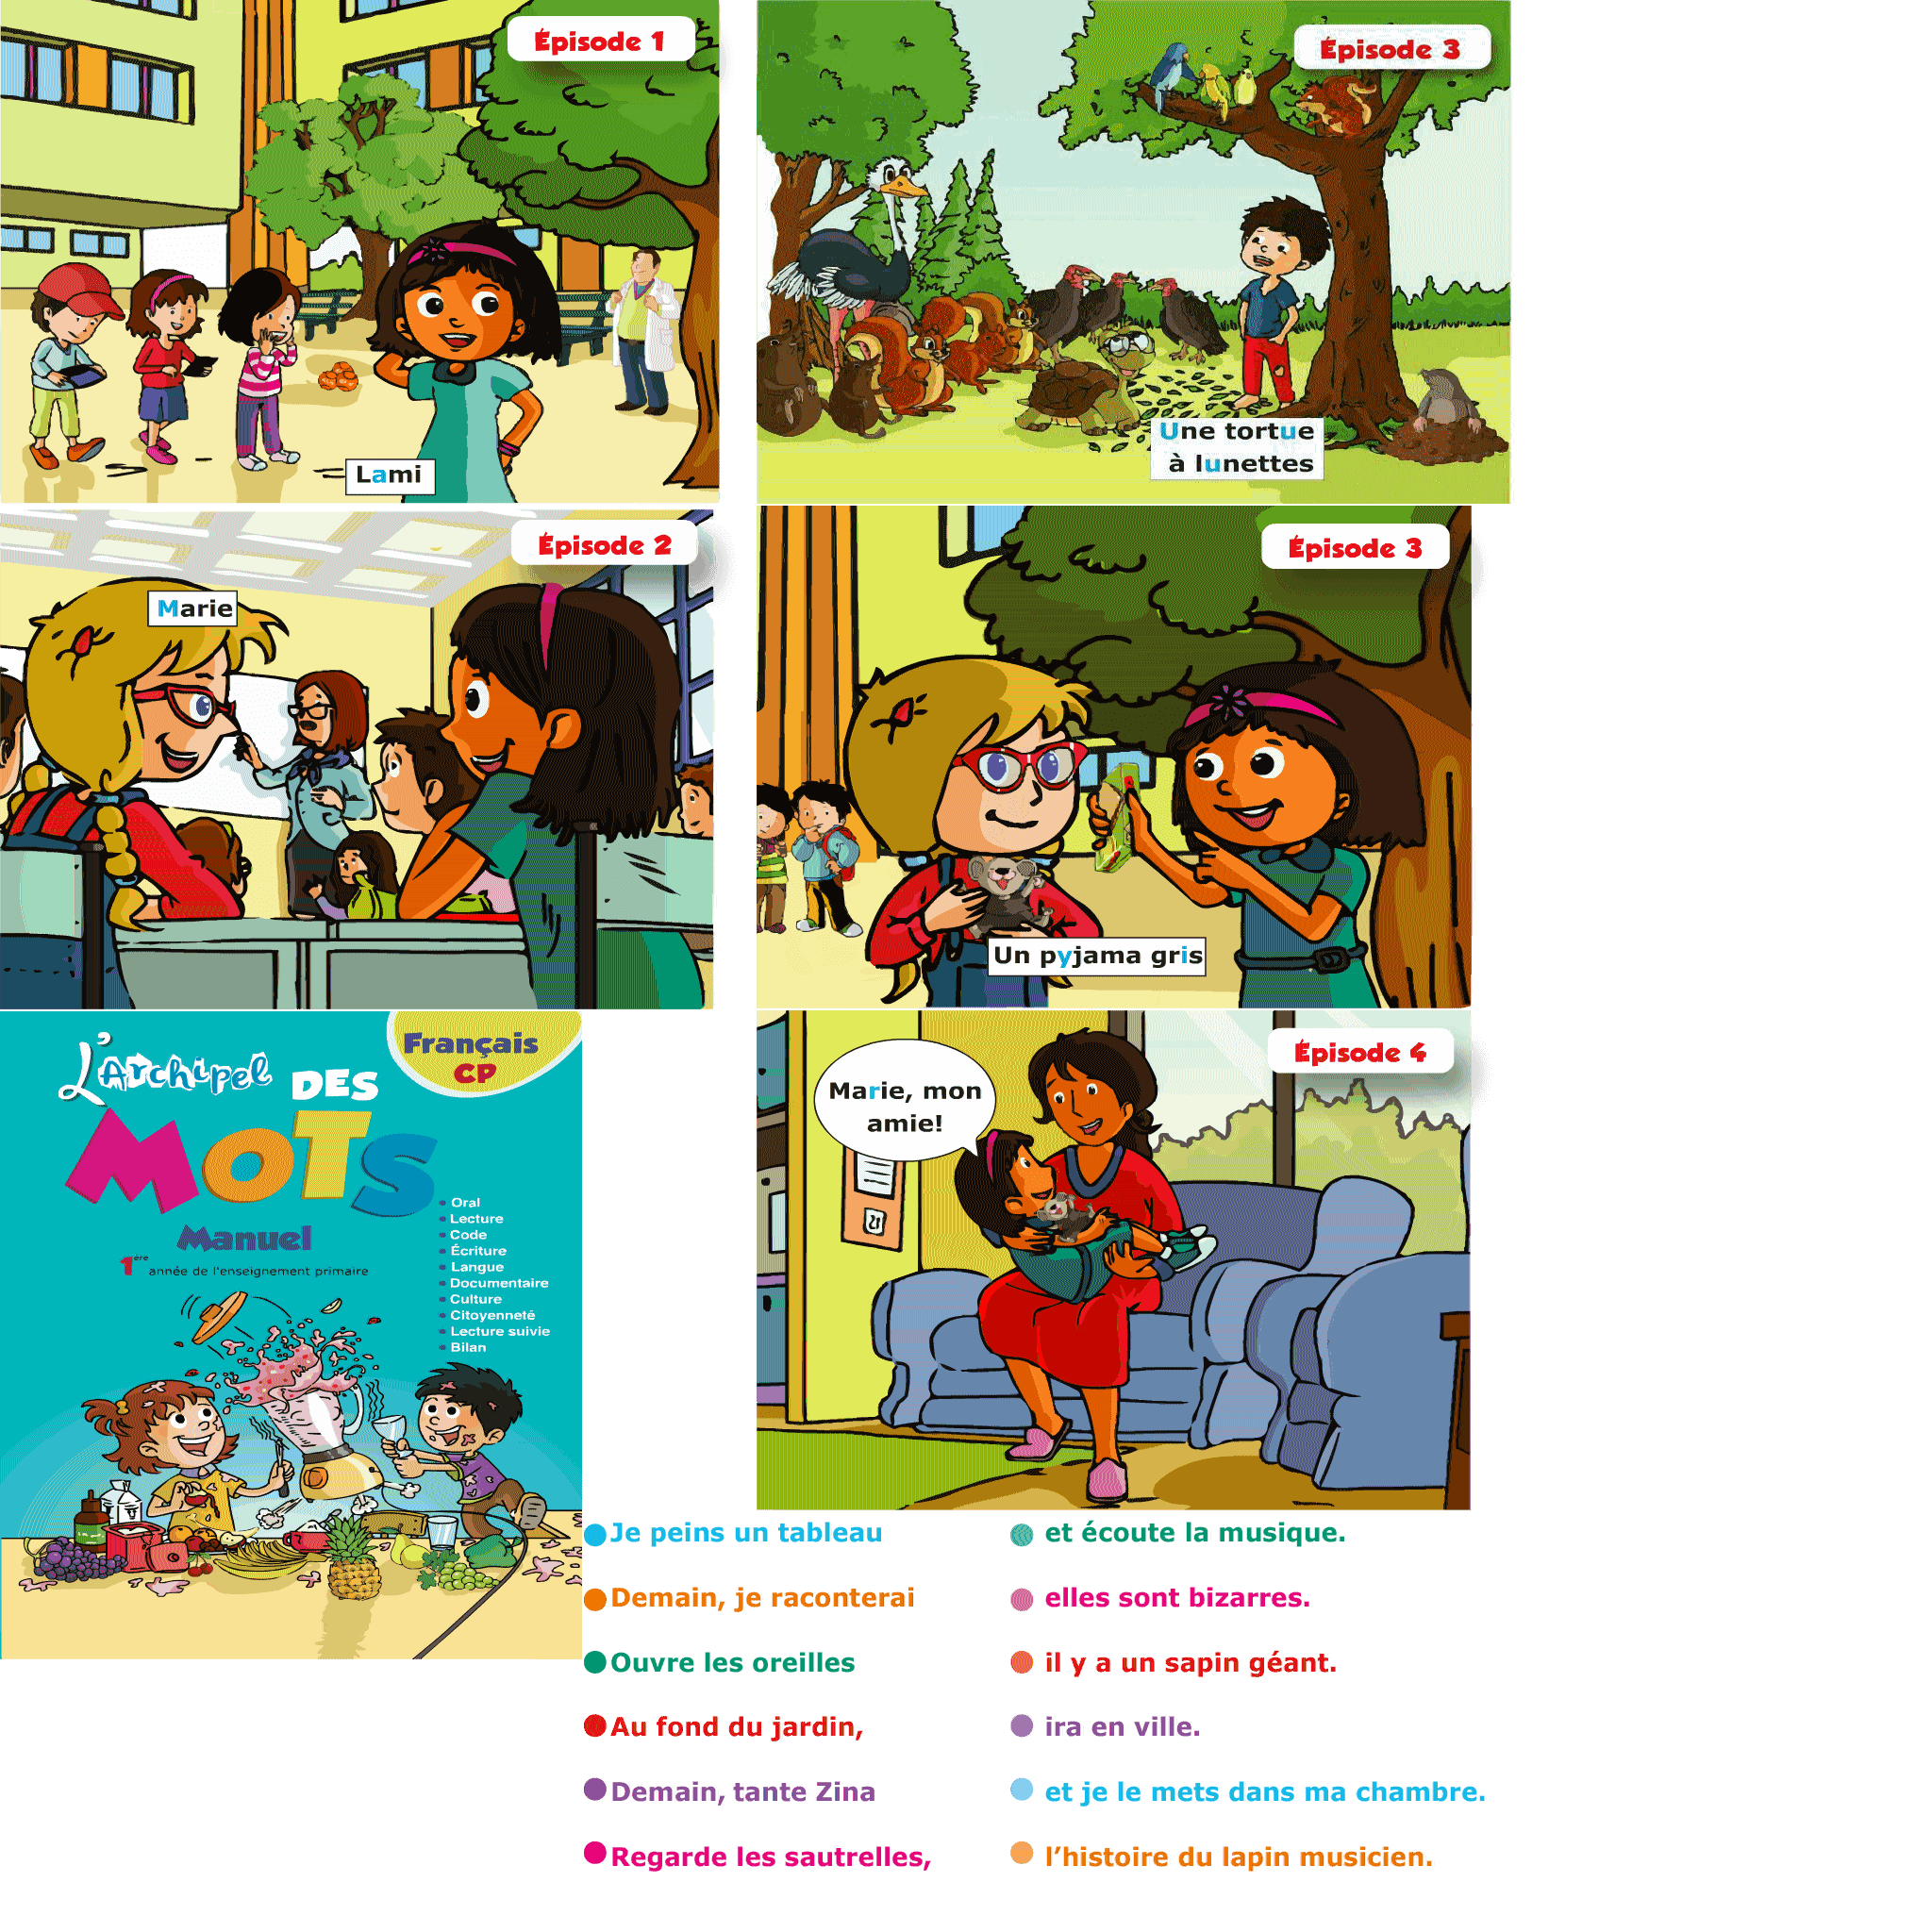 Épisode 1
Lami
Épisode 3
Une tortue
à lunettes
Épisode 2
Marie
Épisode 3
Un pyjama gris
L'Archipel DES
MOTS
Français
CP
Manuel
1ère année de l'enseignement primaire
Oral
Lecture
Code
Écriture
Langue
Documentaire
Culture
Citoyenneté
Lecture suivie
Bilan
Épisode 4
Marie, mon
amie!
Je peins un tableau
et écoute la musique.
Demain, je raconterai
elles sont bizarres.
Ouvre les oreilles
il y a un sapin géant.
Au fond du jardin,
ira en ville.
Demain, tante Zina
et je le mets dans ma chambre.
Regarde les sautrelles,
l'histoire du lapin musicien.